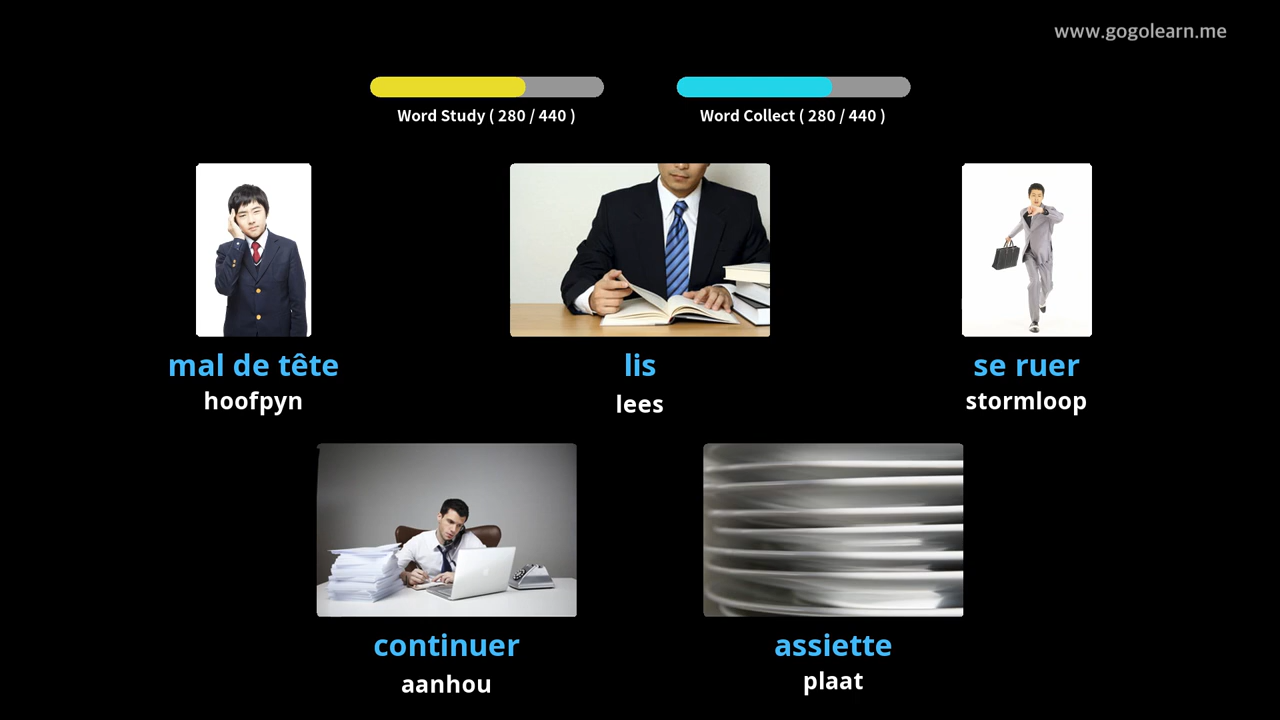 www.gogolearn.me
Word Study ( 280 / 440 )
Word Collect ( 280 / 440 )
mal de tête
hoofpyn
lis
lees
se ruer
stormloop
continuer
aanhou
assiette
plaat